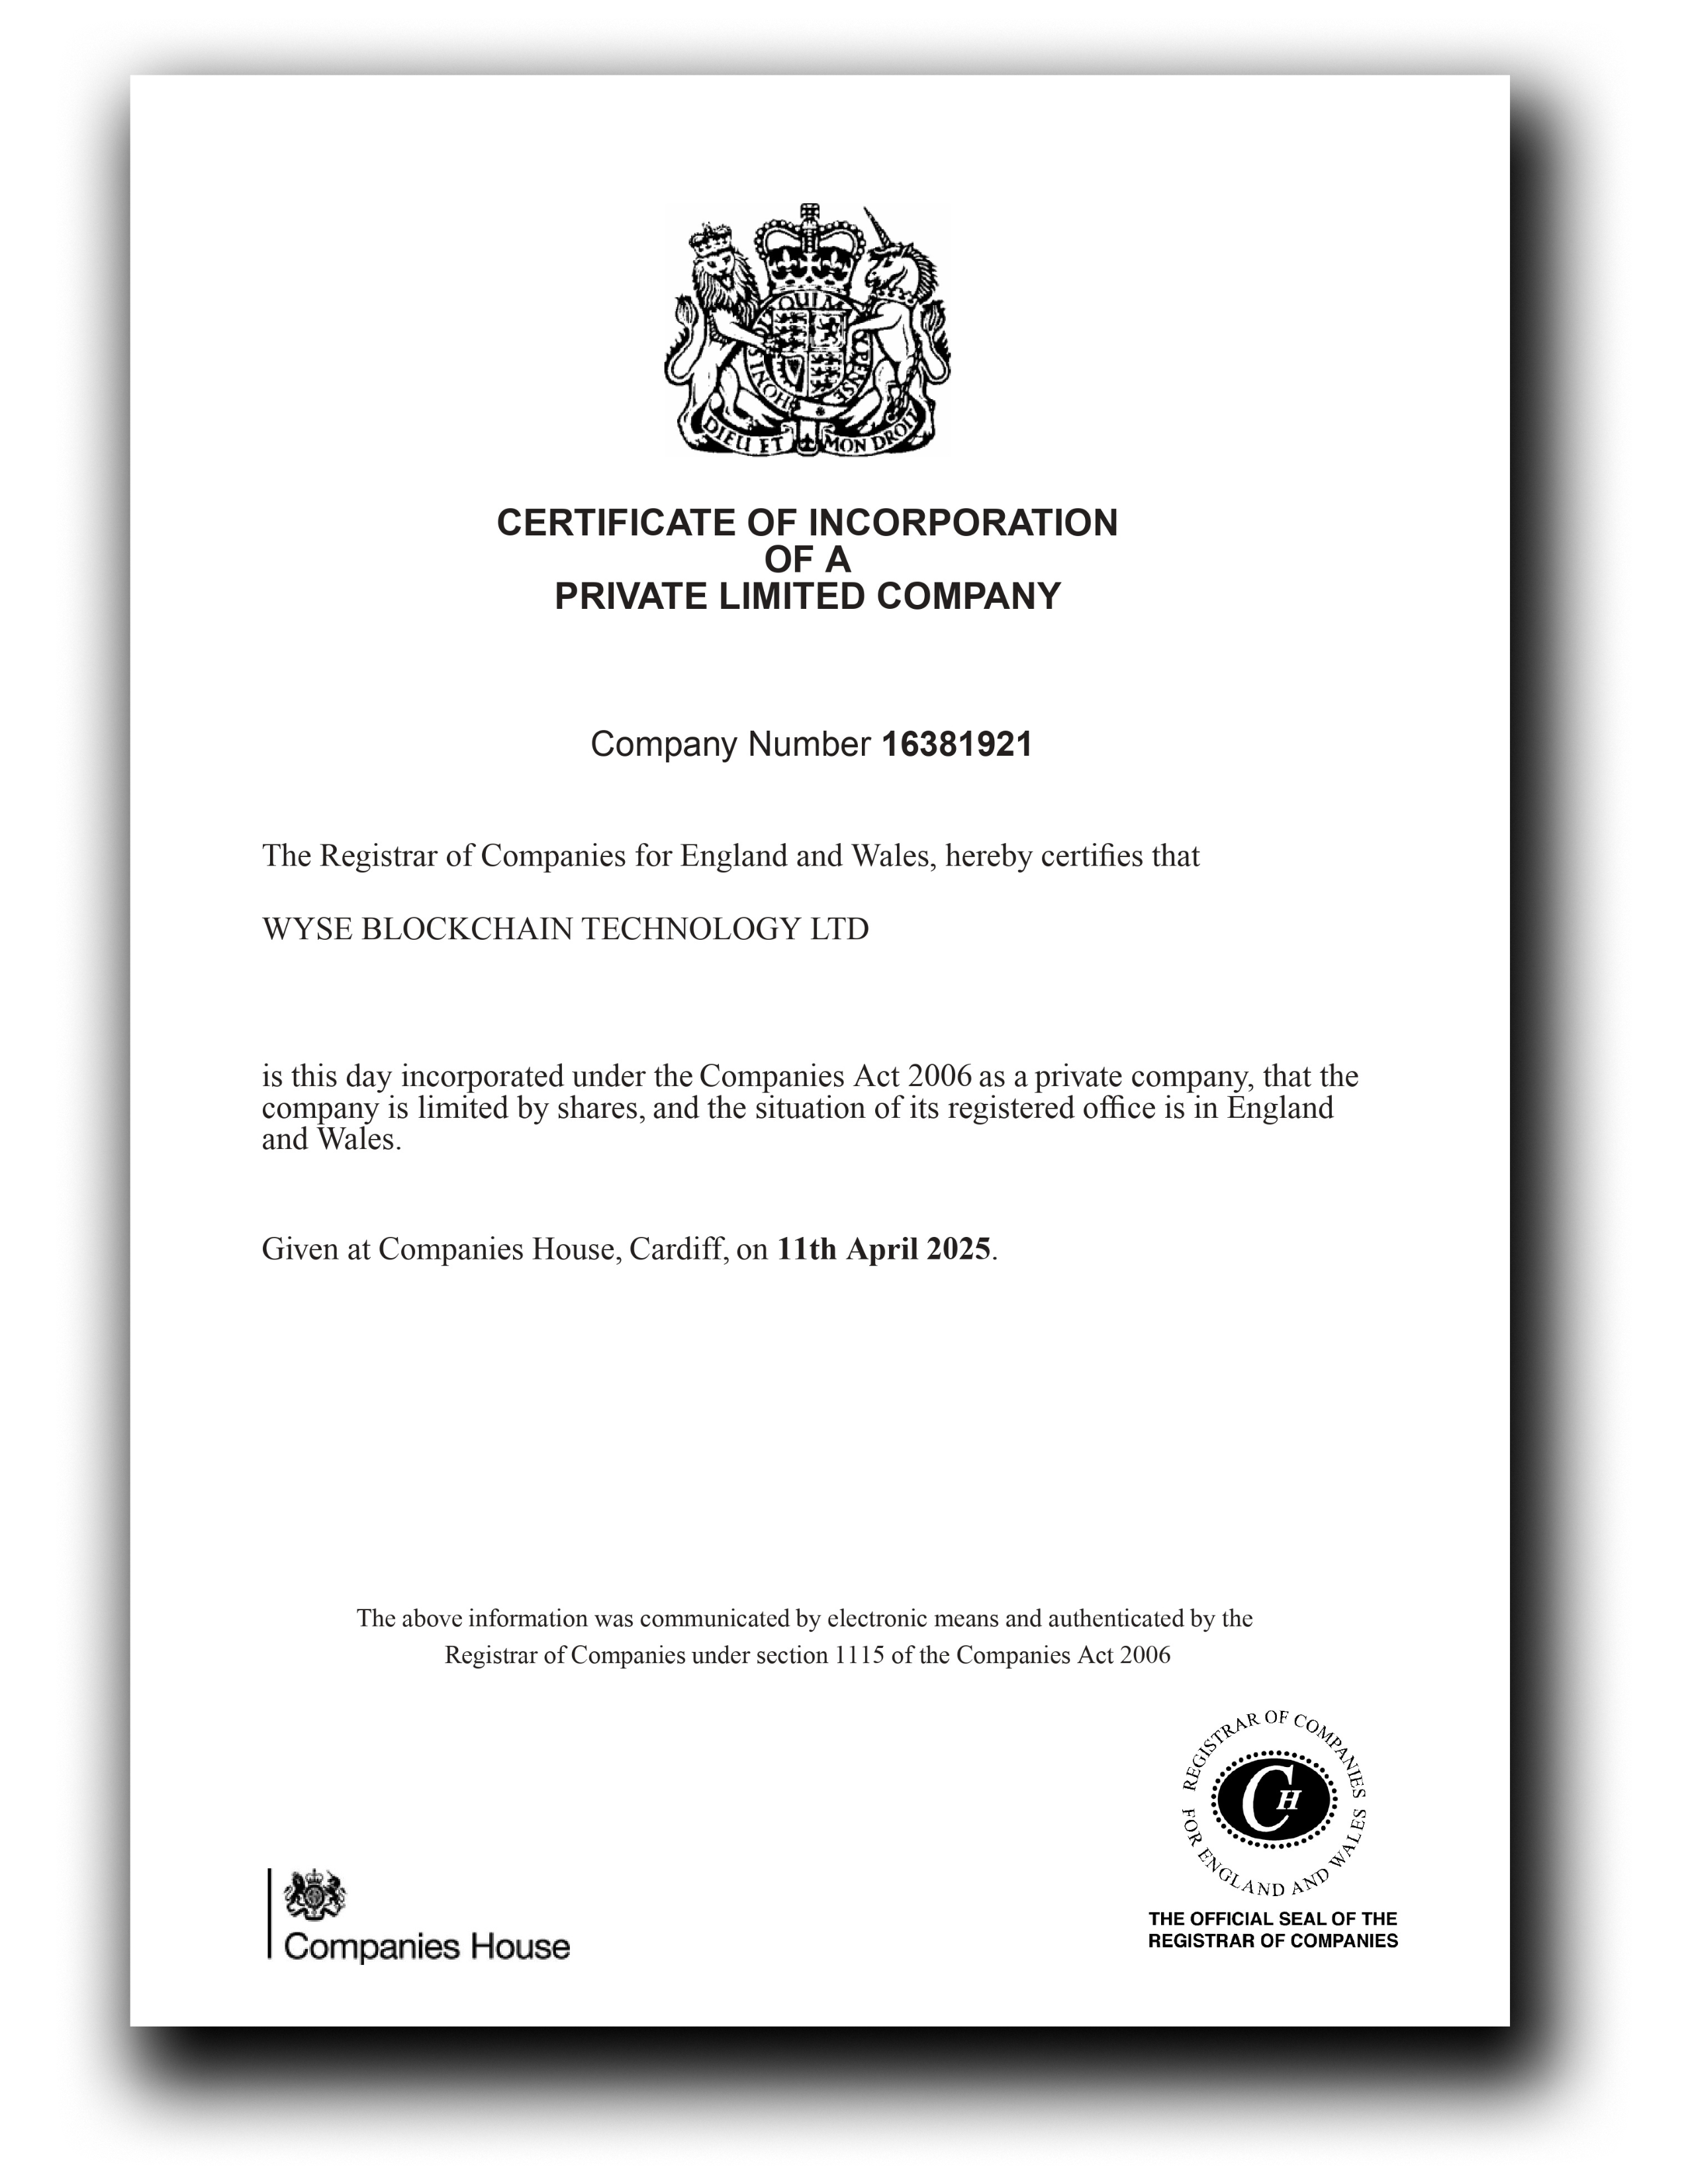 HONI SOIT QUI MAL Y PENSE
DIEU ET MON DROIT
CERTIFICATE OF INCORPORATION
OF A
PRIVATE LIMITED COMPANY
Company Number 16381921
The Registrar of Companies for England and Wales, hereby certifies that
WYSE BLOCKCHAIN TECHNOLOGY LTD
is this day incorporated under the Companies Act 2006 as a private company, that the
company is limited by shares, and the situation of its registered office is in England
and Wales.
Given at Companies House, Cardiff, on 11th April 2025.
The above information was communicated by electronic means and authenticated by the
Registrar of Companies under section 1115 of the Companies Act 2006
REGISTRAR OF COMPANIES
FOR ENGLAND AND WALES
CH
THE OFFICIAL SEAL OF THE
REGISTRAR OF COMPANIES
Companies House